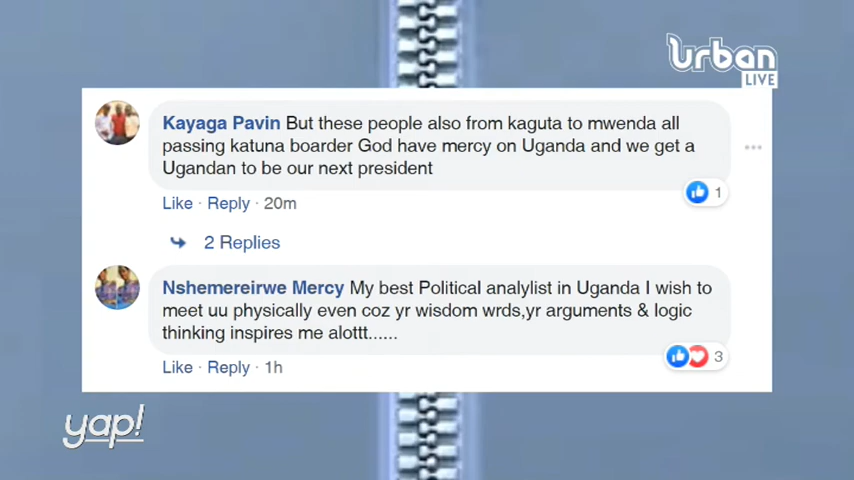 urban
LIVE
Kayaga Pavin But these people also from kaguta to mwenda all
passing katuna boarder God have mercy on Uganda and we get a
Ugandan to be our next president
1
Like · Reply · 20m
2 Replies
Nshemereirwe Mercy My best Political analylist in Uganda I wish to
meet uu physically even coz yr wisdom wrds,yr arguments & logic
thinking inspires me alottt......
3
Like · Reply · 1h
yap!